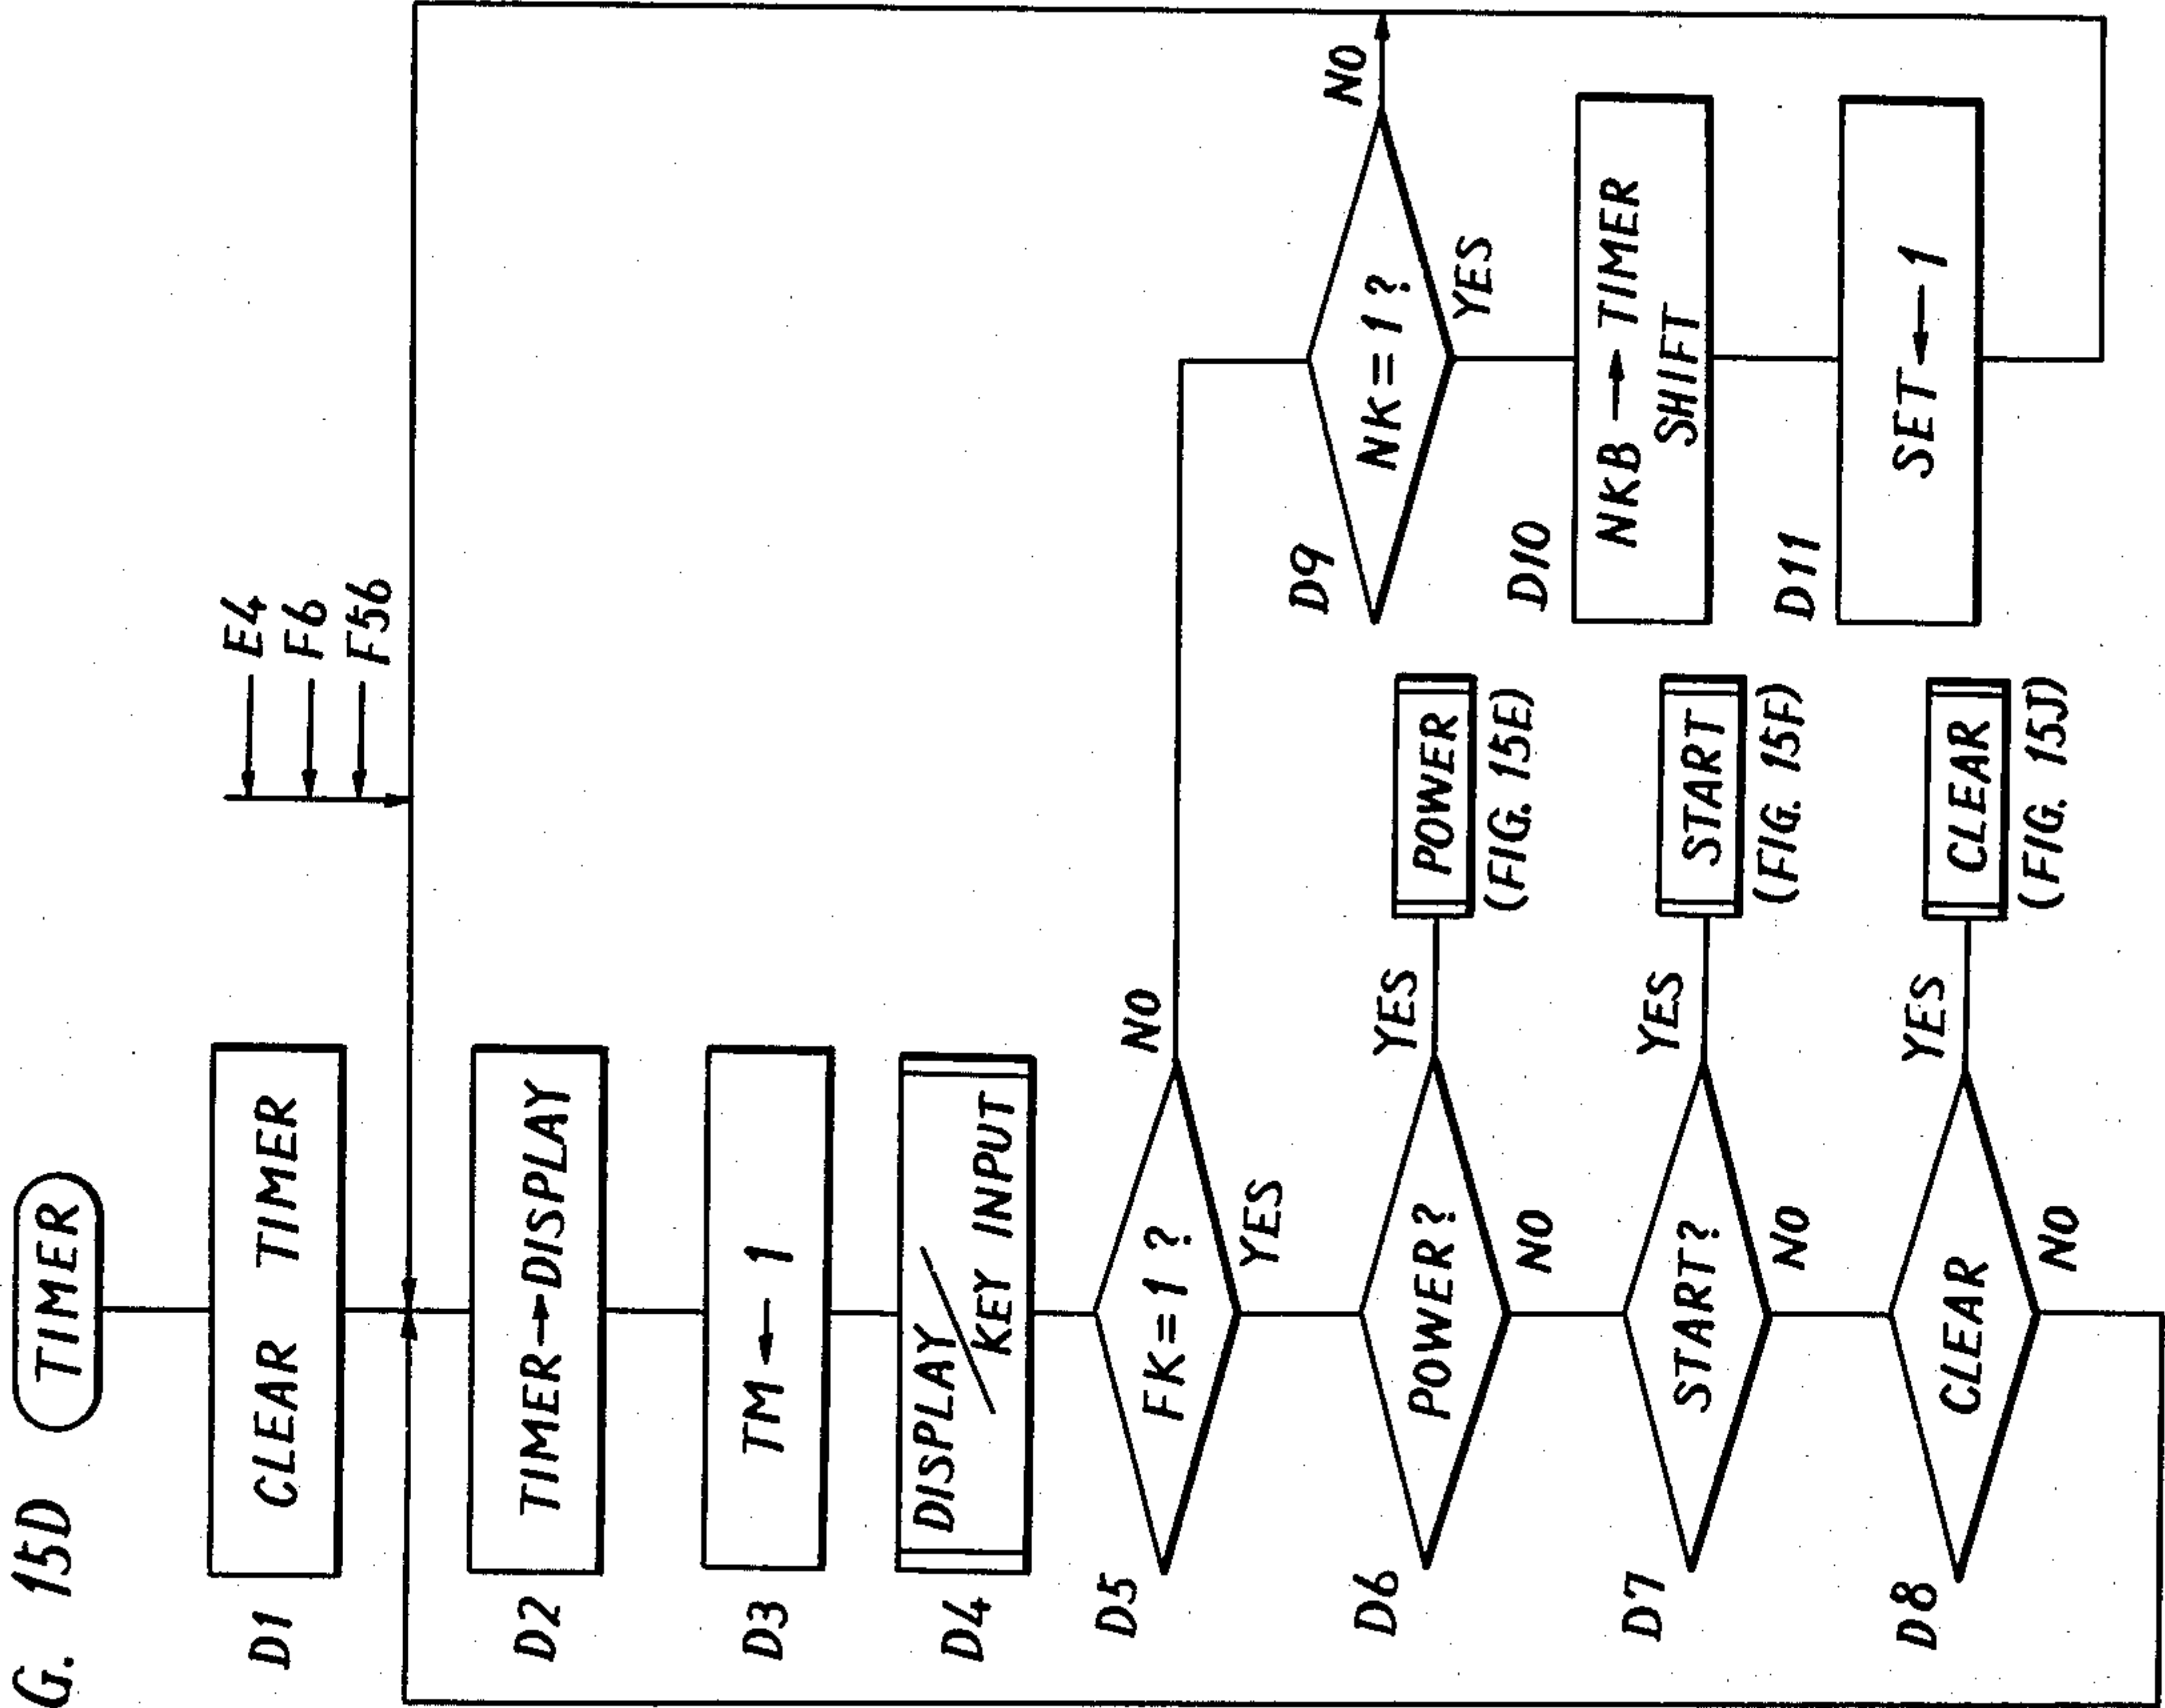 G. 15D
TIMER
D1
CLEAR TIMER
E4
F6
F56
D2
TIMER→DISPLAY
D3
TM ← 1
D4
DISPLAY
/
KEY INPUT
D5
FK=1?
NO
YES
D6
POWER?
YES
NO
POWER
(FIG. 15E)
D7
START?
YES
NO
START
(FIG. 15F)
D8
CLEAR
YES
NO
CLEAR
(FIG. 15J)
D9
NK=1?
NO
YES
D10
NKB → TIMER
SHIFT
D11
SET ← 1